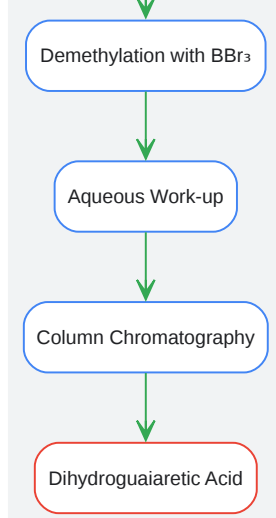 Demethylation with BBr₃
Aqueous Work-up
Column Chromatography
Dihydroguaiaretic Acid